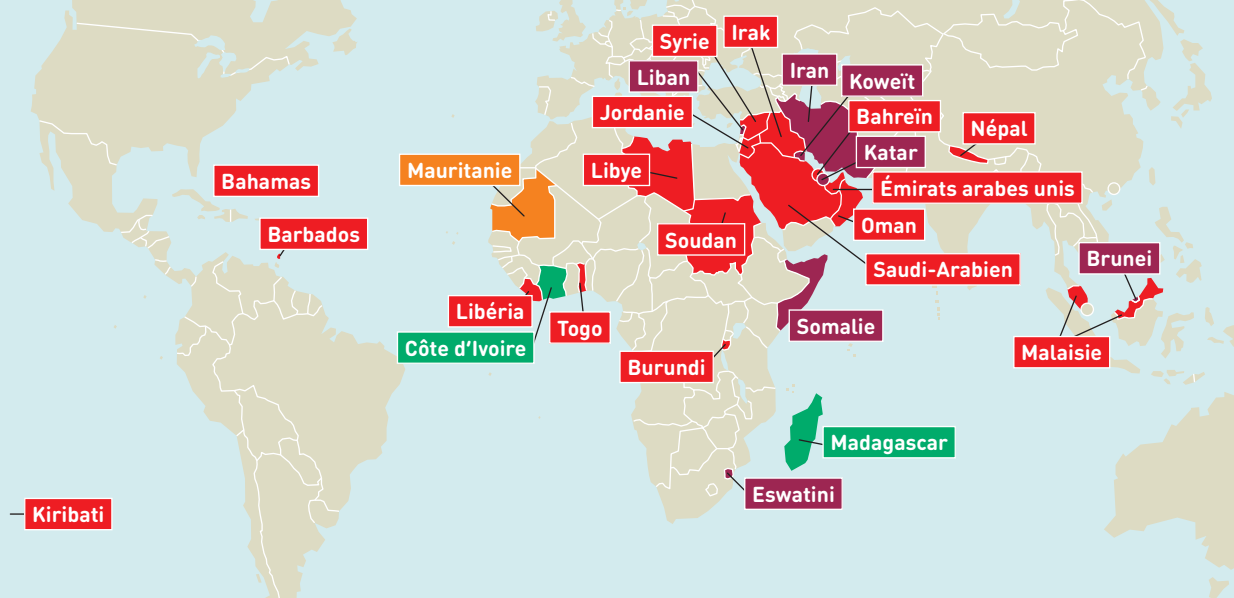 Syrie
Irak
Liban
Iran
Koweït
Jordanie
Bahreïn
Népal
Mauritanie
Libye
Katar
Bahamas
Émirats arabes unis
Barbados
Soudan
Oman
Brunei
Saudi-Arabien
Libéria
Togo
Somalie
Côte d'Ivoire
Malaisie
Burundi
Madagascar
Eswatini
Kiribati